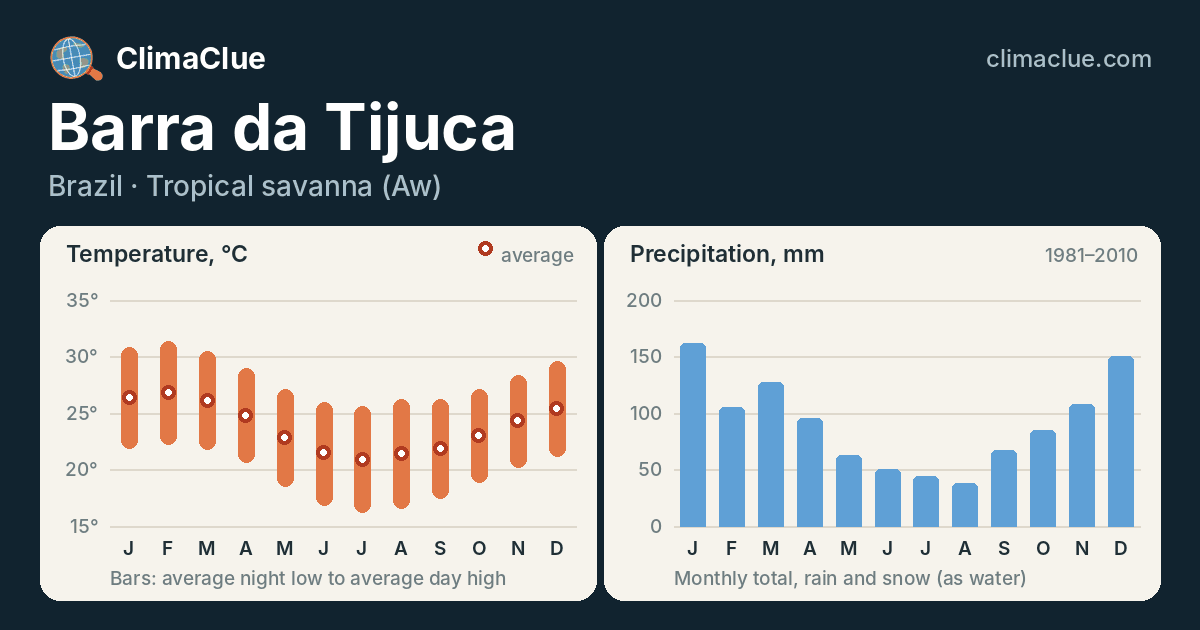 ClimaClue
climaclue.com
Barra da Tijuca
Brazil · Tropical savanna (Aw)
Temperature, °C
average
35°
30°
25°
20°
15°
J F M A M J J A S O N D
Bars: average night low to average day high
Precipitation, mm
1981–2010
200
150
100
50
0
J F M A M J J A S O N D
Monthly total, rain and snow (as water)